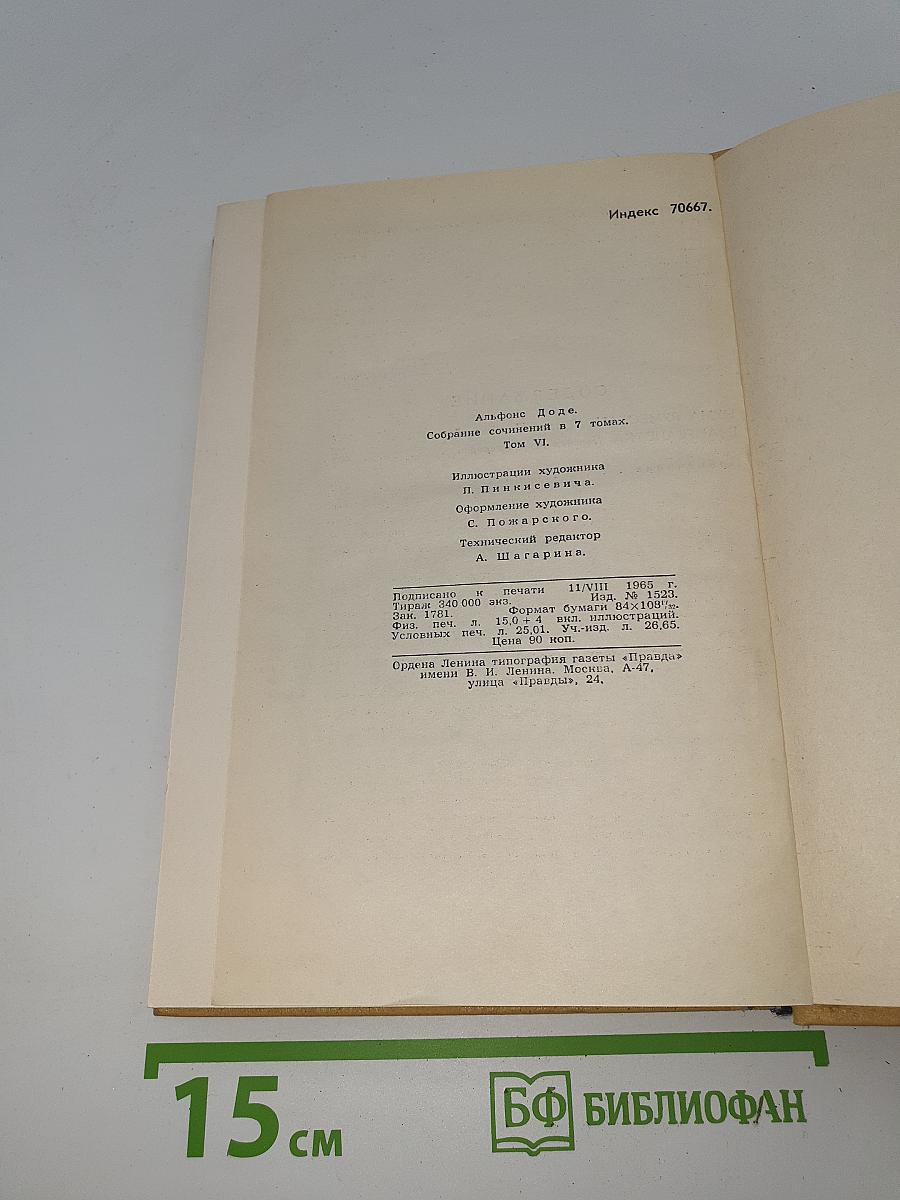 Индекс 70667.
Альфонс Доде.
Собрание сочинений в 7 томах.
Том VI.
Иллюстрации художника
П. Пинкисевича.
Оформление художника
С. Пожарского.
Технический редактор
А. Шагарина.
Подписано к печати 11/VIII 1965 г.
Тираж 340 000 экз. Изд. № 1523.
Зак. 1781. Формат бумаги 84×108¹/₃₂.
Физ. печ. л. 15,0 + 4 вкл. иллюстраций.
Условных печ. л. 25,01. Уч.-изд. л. 26,65.
Цена 90 коп.
Ордена Ленина типография газеты «Правда»
имени В. И. Ленина. Москва, А-47,
улица «Правды», 24.
15 см
БФ БИБЛИОФАН